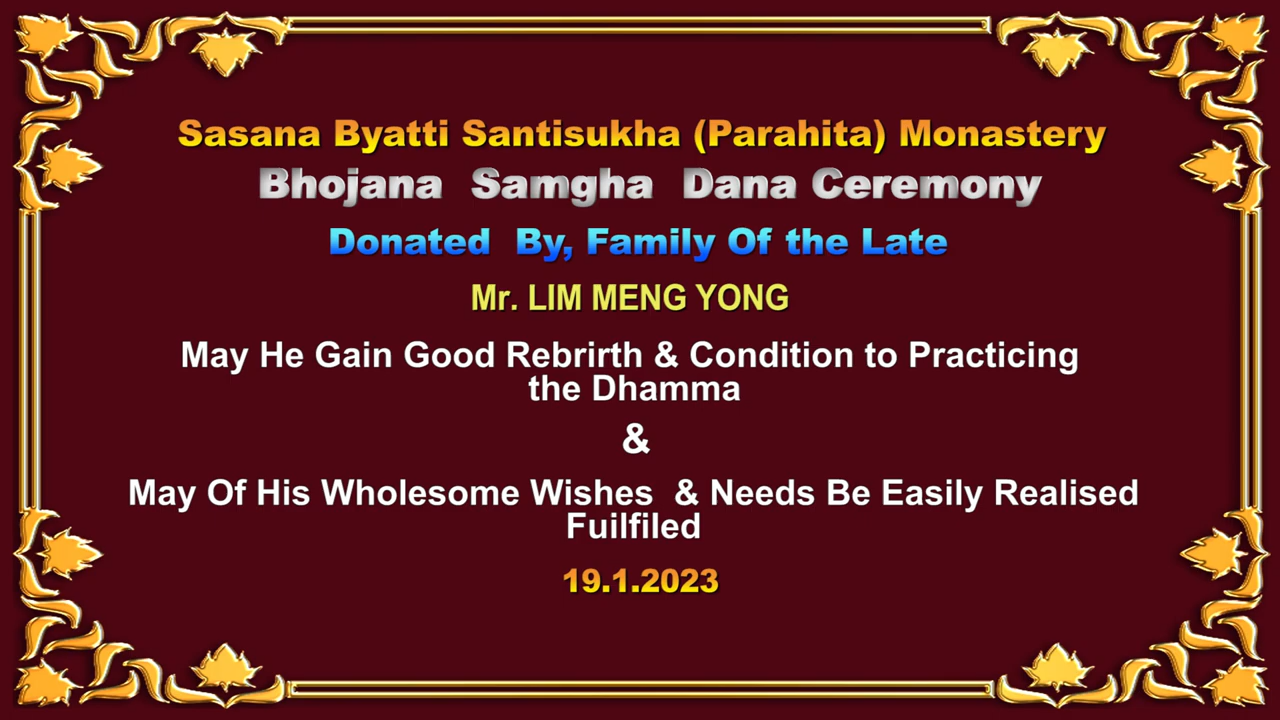 Sasana Byatti Santisukha (Parahita) Monastery
Bhojana Samgha Dana Ceremony
Donated By, Family Of the Late
Mr. LIM MENG YONG
May He Gain Good Rebrirth & Condition to Practicing
the Dhamma
&
May Of His Wholesome Wishes & Needs Be Easily Realised
Fuilfiled
19.1.2023